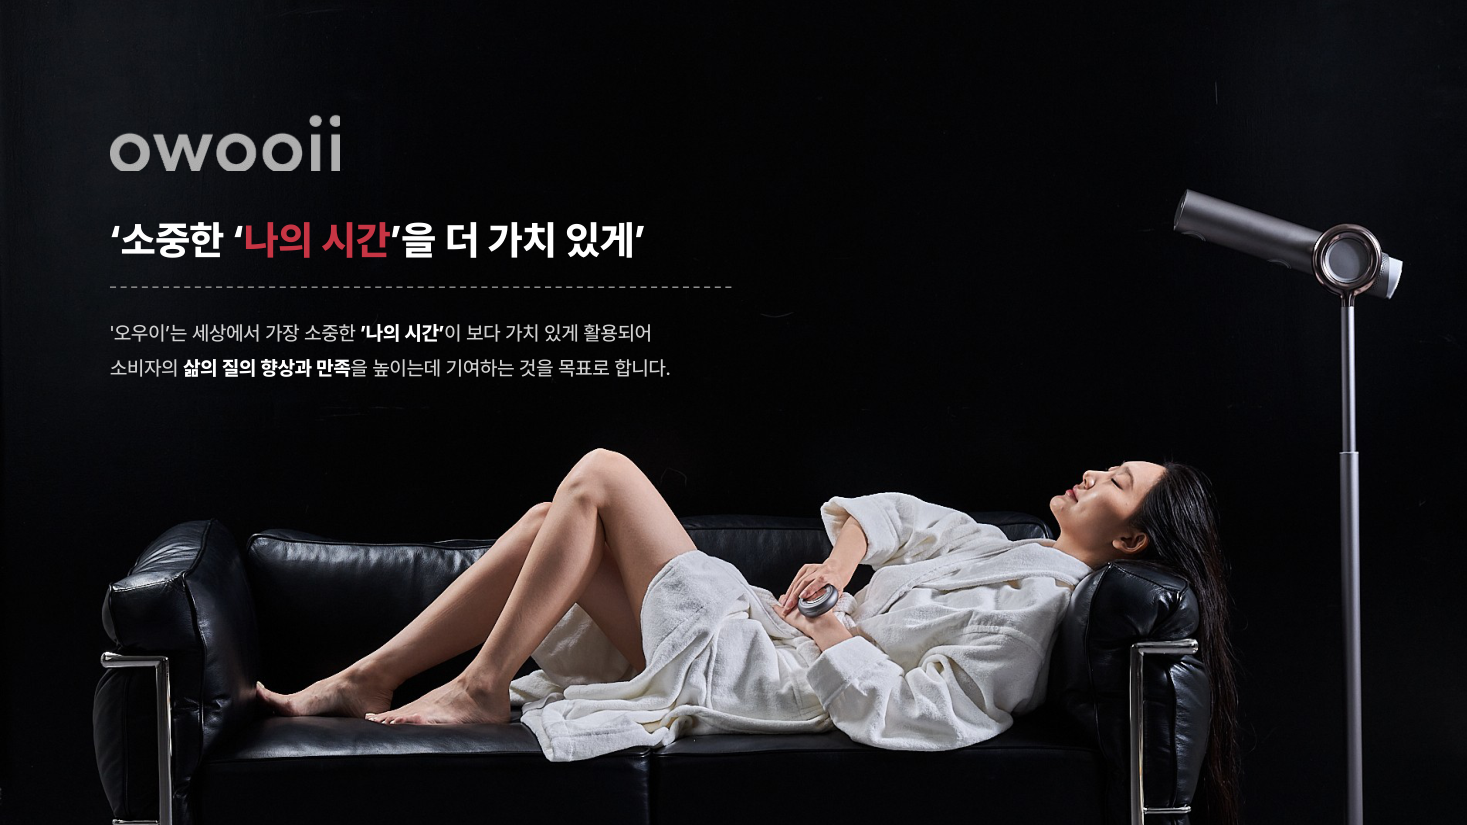 owooii
‘소중한 ‘나의 시간’을 더 가치 있게’
'오우이’는 세상에서 가장 소중한 ’나의 시간’이 보다 가치 있게 활용되어
소비자의 삶의 질의 향상과 만족을 높이는데 기여하는 것을 목표로 합니다.